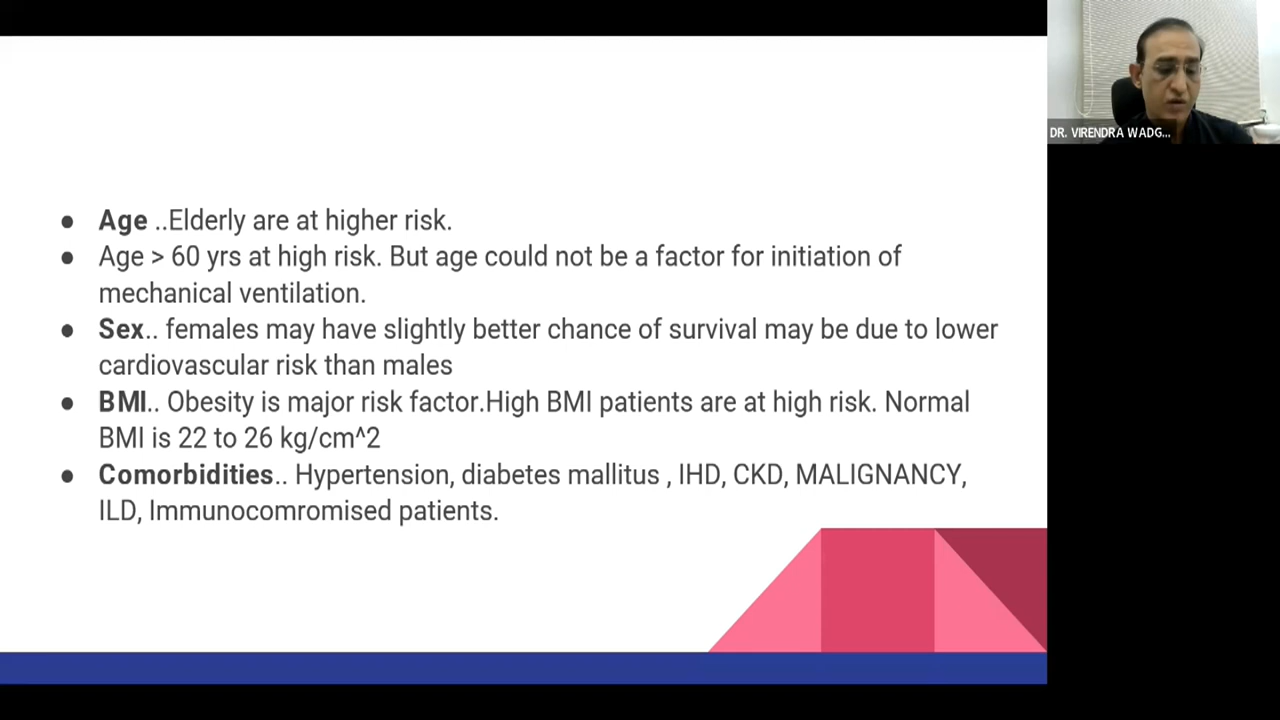 ● Age ..Elderly are at higher risk.
● Age > 60 yrs at high risk. But age could not be a factor for initiation of
mechanical ventilation.
● Sex.. females may have slightly better chance of survival may be due to lower
cardiovascular risk than males
● BMI.. Obesity is major risk factor.High BMI patients are at high risk. Normal
BMI is 22 to 26 kg/cm^2
● Comorbidities.. Hypertension, diabetes mallitus , IHD, CKD, MALIGNANCY,
ILD, Immunocomromised patients.
DR. VIRENDRA WADG...